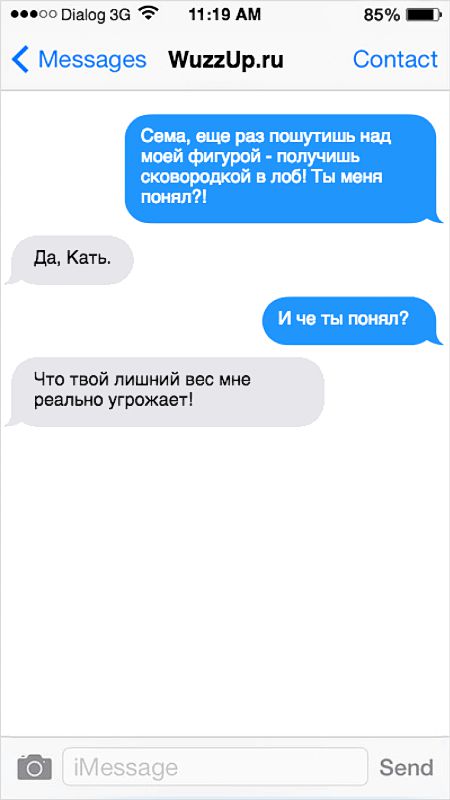 Dialog 3G 11:19 AM 85%
Messages WuzzUp.ru Contact
Сема, еще раз пошутишь над
моей фигурой - получишь
сковородкой в лоб! Ты меня
понял?!
Да, Кать.
И че ты понял?
Что твой лишний вес мне
реально угрожает!
iMessage Send